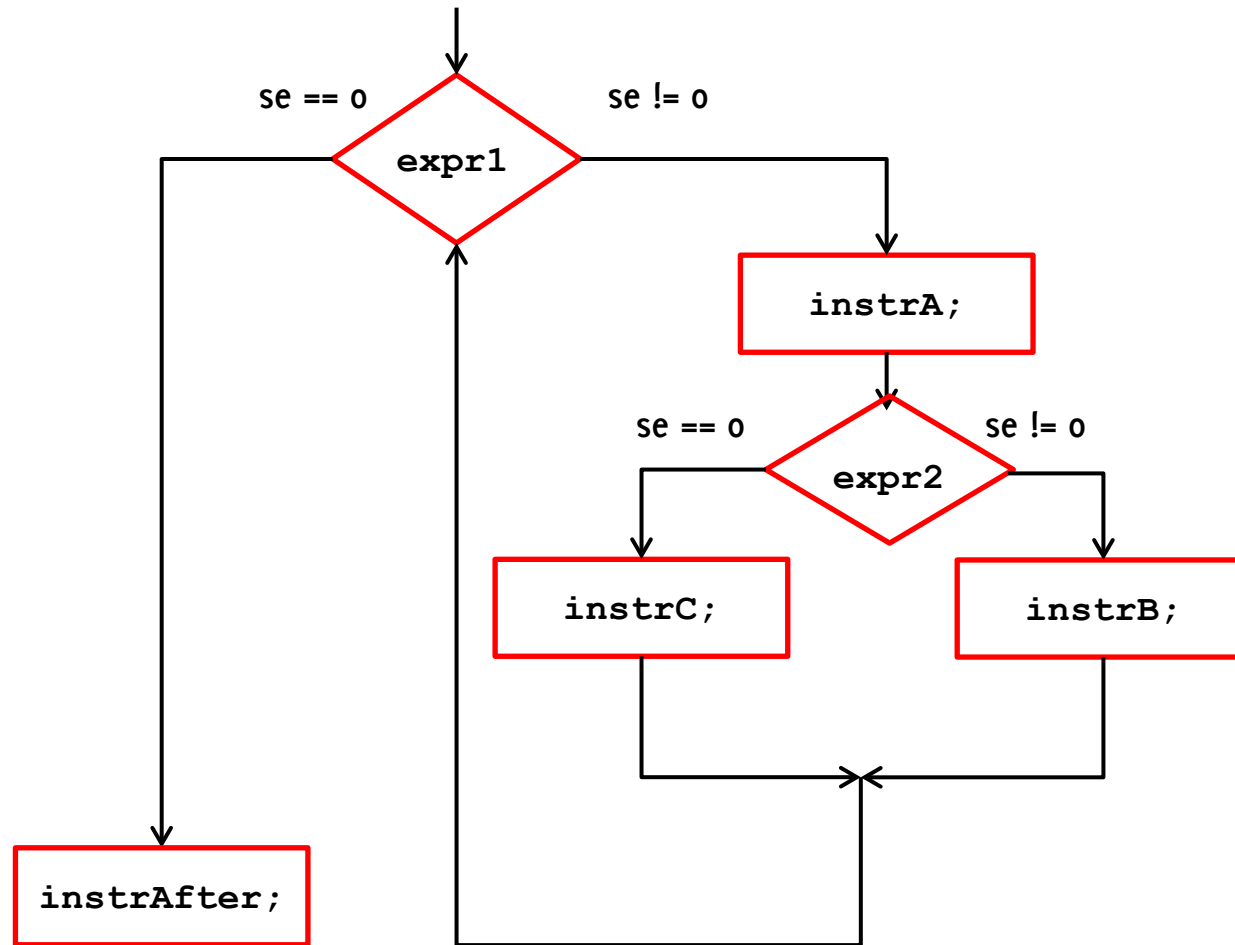 se == 0
se != 0
expr1
instrA;
se == 0
se != 0
expr2
instrC;
instrB;
instrAfter;